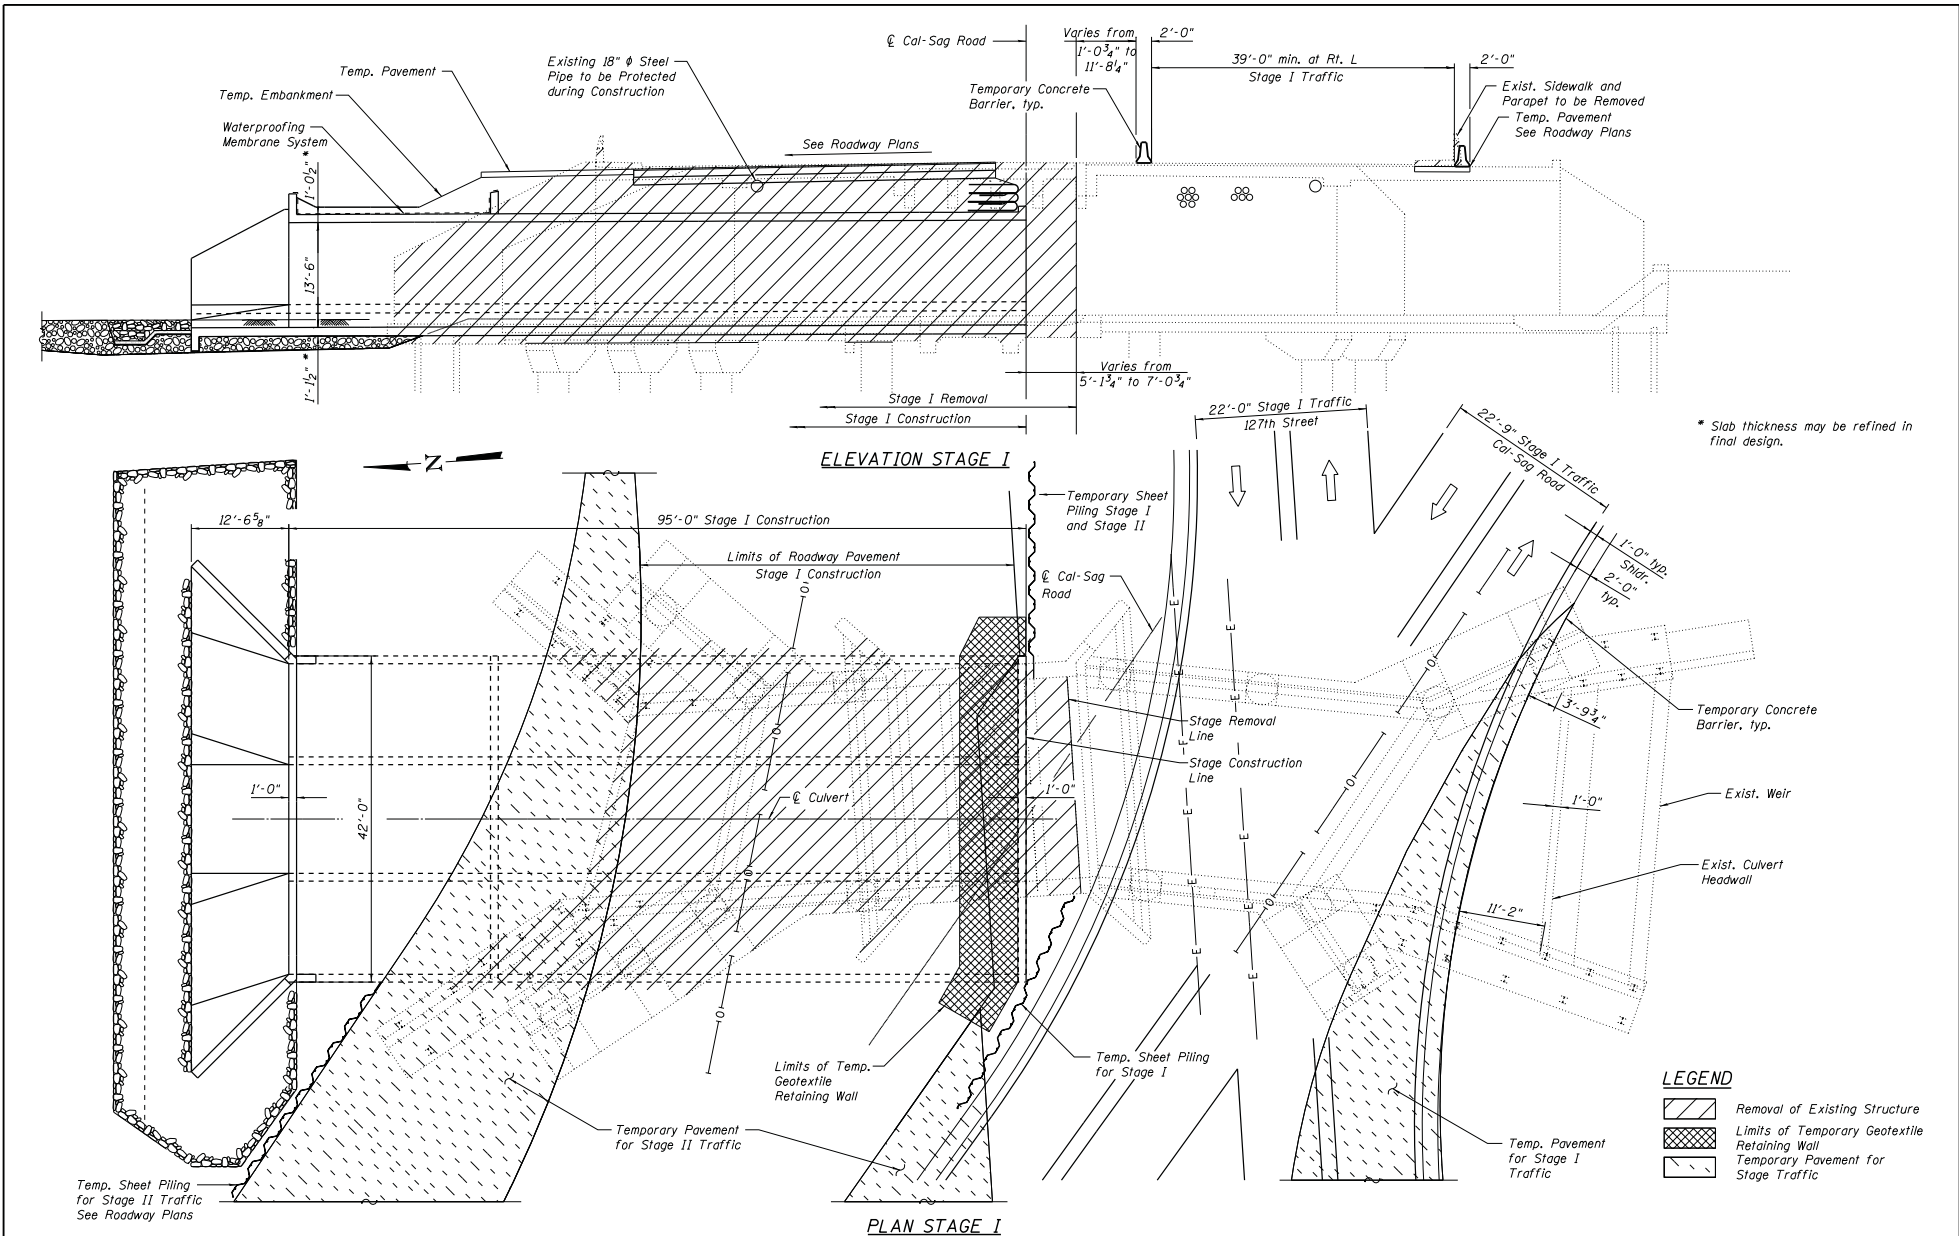 ℄ Cal-Sag Road
Varies from
1'-0¾" to
11'-8¼"
2'-0"
39'-0" min. at Rt. L
Stage I Traffic
2'-0"
Existing 18" ϕ Steel
Pipe to be Protected
during Construction
Temp. Pavement
Temp. Embankment
Waterproofing
Membrane System
Temporary Concrete
Barrier, typ.
Exist. Sidewalk and
Parapet to be Removed
Temp. Pavement
See Roadway Plans
See Roadway Plans
1'-0½" *
13'-6"
1'-1½" *
Varies from
5'-1¾" to 7'-0¾"
Stage I Removal
Stage I Construction
ELEVATION STAGE I
* Slab thickness may be refined in
final design.
22'-0" Stage I Traffic
127th Street
22'-9" Stage I Traffic
Cal-Sag Road
N
12'-6⅝"
95'-0" Stage I Construction
Temporary Sheet
Piling Stage I
and Stage II
Limits of Roadway Pavement
Stage I Construction
℄ Cal-Sag
Road
1'-0" typ.
Shldr.
2'-0"
typ.
Stage Removal
Line
Stage Construction
Line
3'-9¾"
Temporary Concrete
Barrier, typ.
1'-0"
42'-0"
℄ Culvert
1'-0"
1'-0"
Exist. Weir
Exist. Culvert
Headwall
11'-2"
Limits of Temp.
Geotextile
Retaining Wall
Temp. Sheet Piling
for Stage I
Temporary Pavement
for Stage II Traffic
Temp. Pavement
for Stage I
Traffic
Temp. Sheet Piling
for Stage II Traffic
See Roadway Plans
PLAN STAGE I
LEGEND
Removal of Existing Structure
Limits of Temporary Geotextile
Retaining Wall
Temporary Pavement for
Stage Traffic